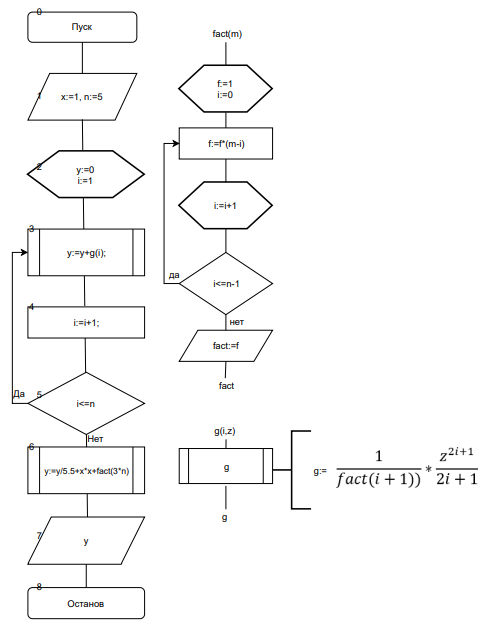 0
Пуск
1
x:=1, n:=5
2
y:=0
i:=1
3
y:=y+g(i);
4
i:=i+1;
Да
5
i<=n
Нет
6
y:=y/5.5+x*x+fact(3*n)
7
y
8
Останов
fact(m)
f:=1
i:=0
f:=f*(m-i)
i:=i+1
да
i<=n-1
нет
fact:=f
fact
g(i,z)
g
g
g:= 1/fact(i + 1)) * z^(2i+1)/2i + 1